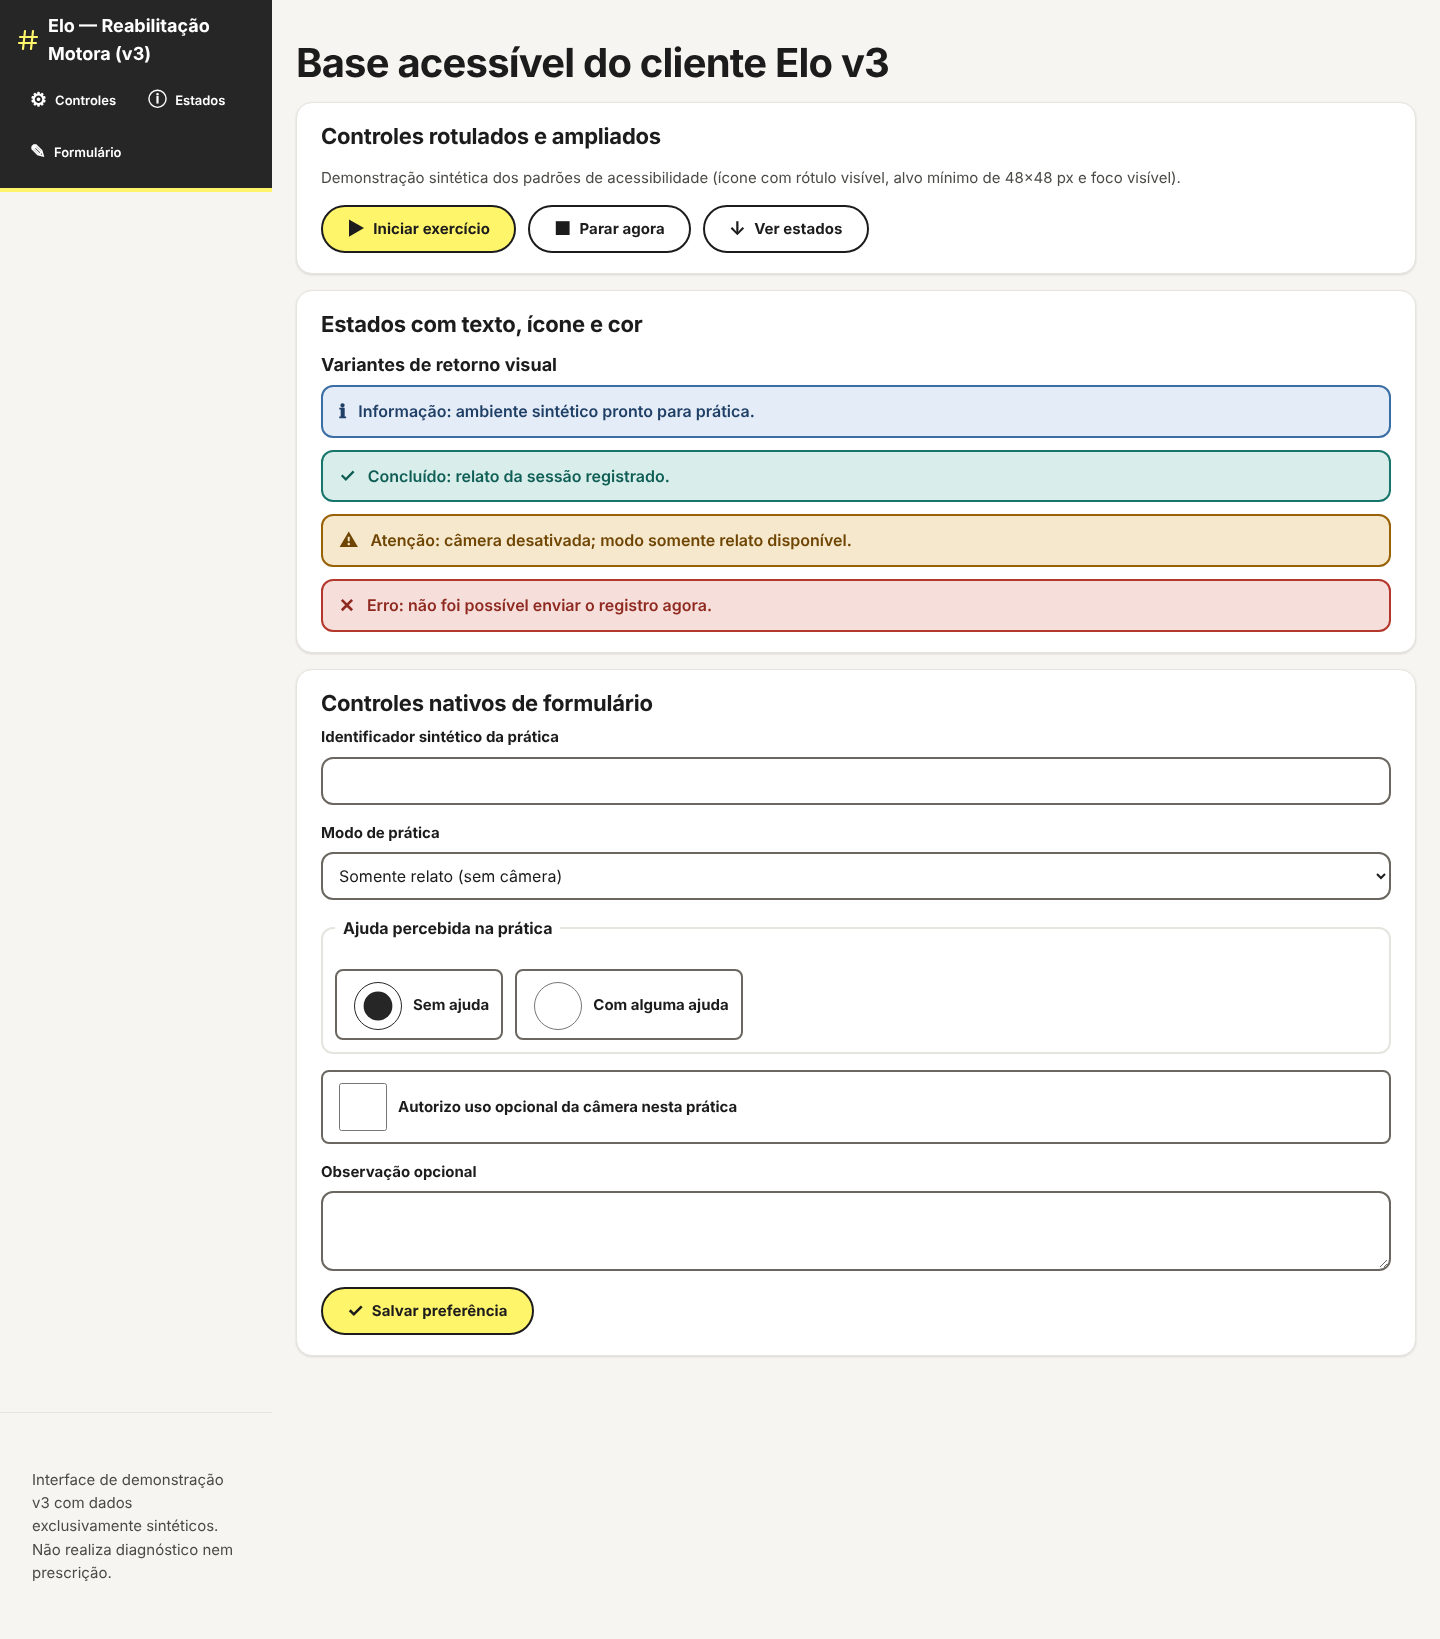 # Elo — Reabilitação
Motora (v3)
⚙ Controles
ⓘ Estados
✎ Formulário
Base acessível do cliente Elo v3
Controles rotulados e ampliados
Demonstração sintética dos padrões de acessibilidade (ícone com rótulo visível, alvo mínimo de 48×48 px e foco visível).
▶ Iniciar exercício
■ Parar agora
↓ Ver estados
Estados com texto, ícone e cor
Variantes de retorno visual
ℹ Informação: ambiente sintético pronto para prática.
✓ Concluído: relato da sessão registrado.
⚠ Atenção: câmera desativada; modo somente relato disponível.
✕ Erro: não foi possível enviar o registro agora.
Controles nativos de formulário
Identificador sintético da prática
Modo de prática
Somente relato (sem câmera)
Ajuda percebida na prática
Sem ajuda
Com alguma ajuda
Autorizo uso opcional da câmera nesta prática
Observação opcional
✓ Salvar preferência
Interface de demonstração
v3 com dados
exclusivamente sintéticos.
Não realiza diagnóstico nem
prescrição.